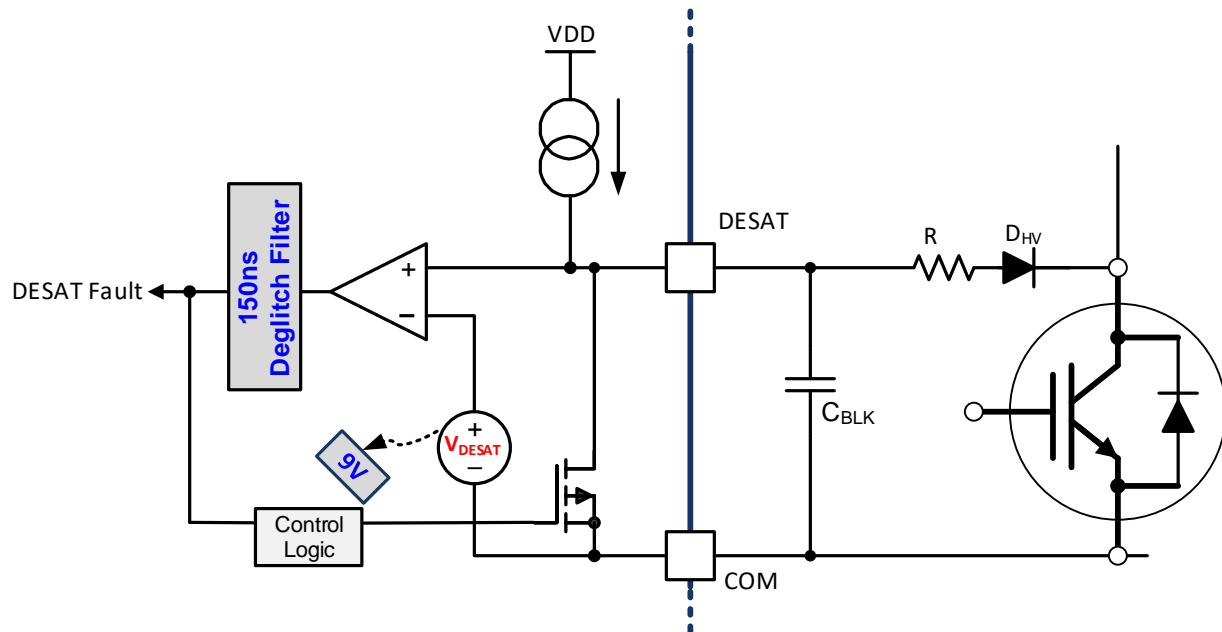 VDD
DESAT
R
DHV
150ns
Deglitch Filter
DESAT Fault
+
−
CBLK
+
VDESAT
−
9V
Control
Logic
COM